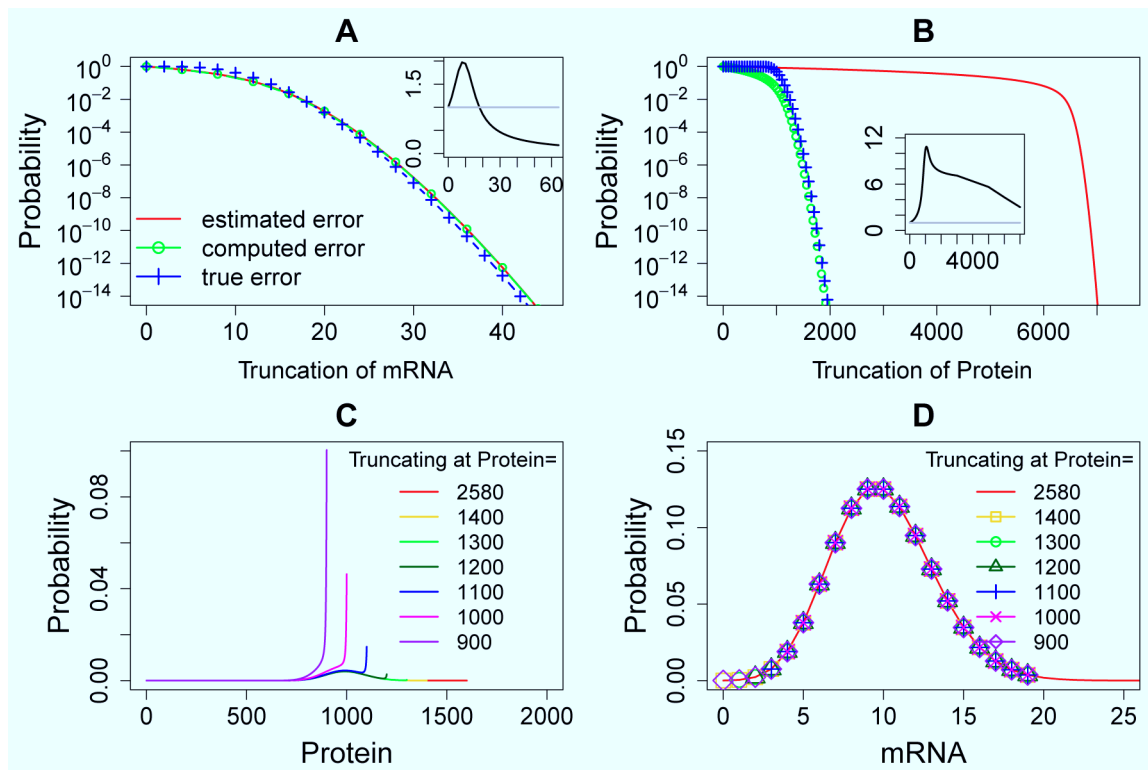 A
Probability
10^0
10^-2
10^-4
10^-6
10^-8
10^-10
10^-12
10^-14
estimated error
computed error
true error
0.0 1.5
0 30 60
0 10 20 30 40
Truncation of mRNA
B
Probability
10^0
10^-2
10^-4
10^-6
10^-8
10^-10
10^-12
10^-14
0 6 12
0 4000
0 2000 4000 6000
Truncation of Protein
C
Probability
0.00 0.04 0.08
Truncating at Protein=
2580
1400
1300
1200
1100
1000
900
0 500 1000 1500 2000
Protein
D
Probability
0.00 0.05 0.10 0.15
Truncating at Protein=
2580
1400
1300
1200
1100
1000
900
0 5 10 15 20 25
mRNA